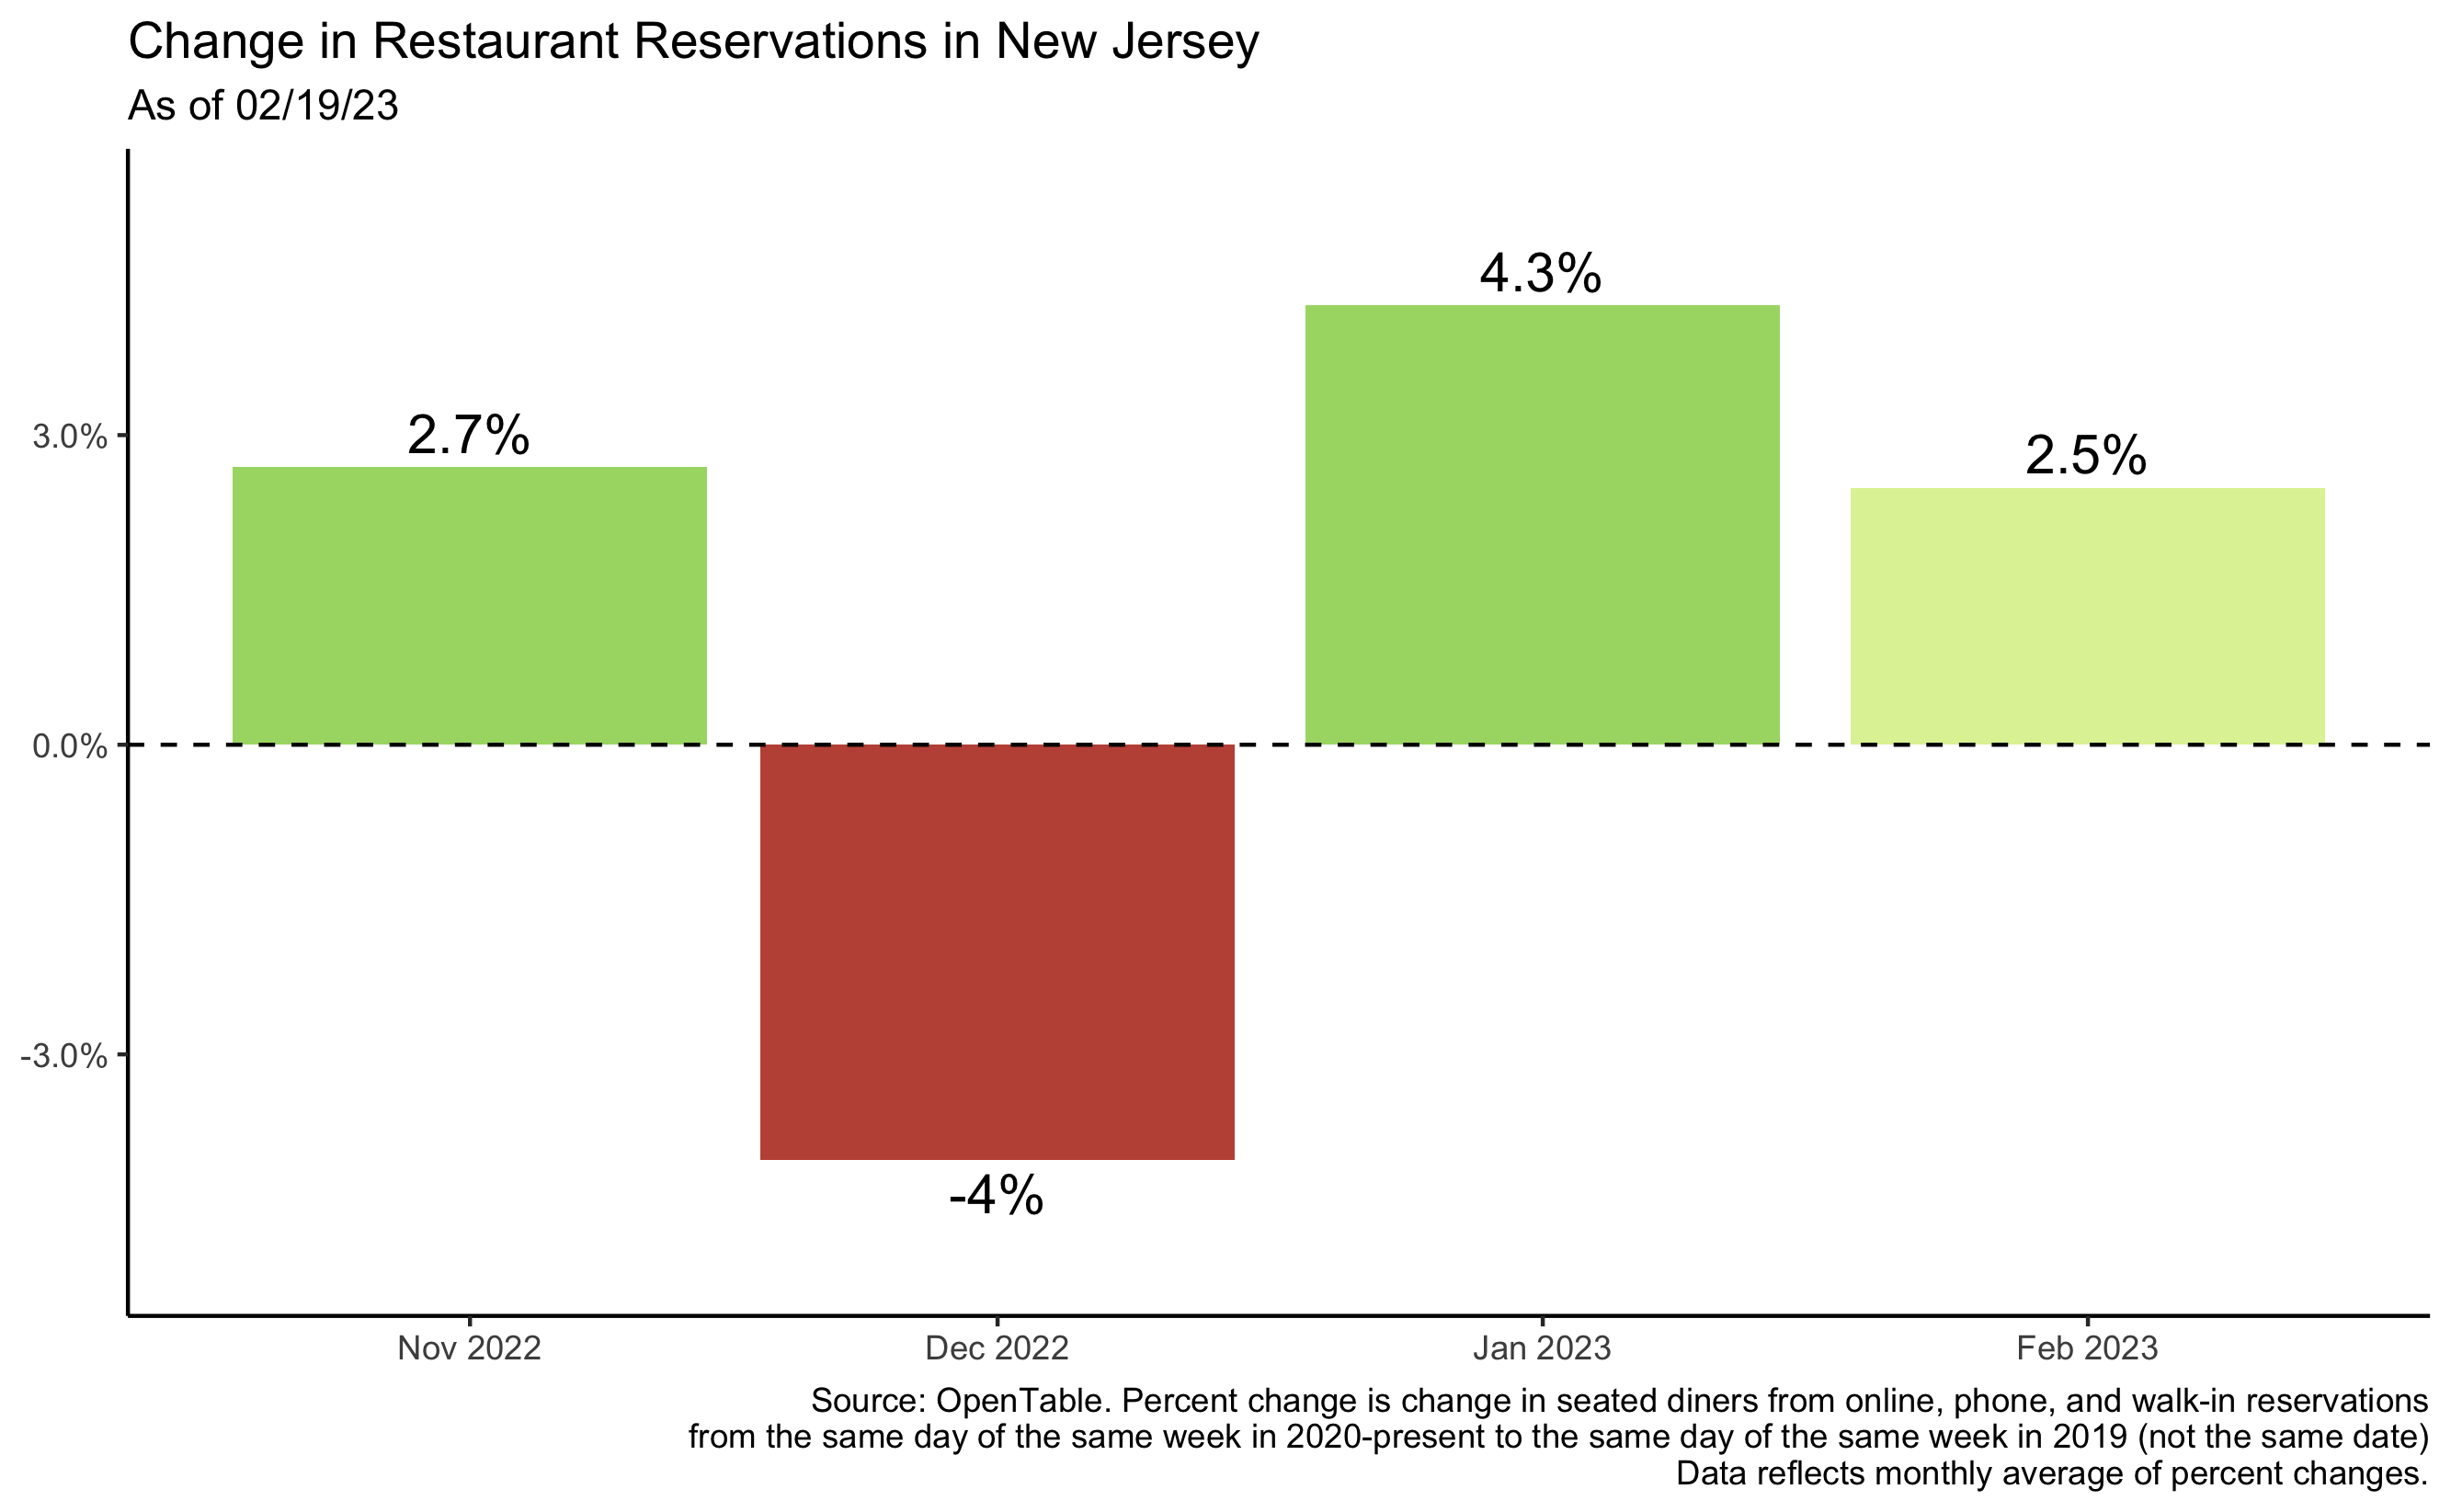 Change in Restaurant Reservations in New Jersey
As of 02/19/23
4.3%
2.7%
2.5%
3.0%
0.0%
-3.0%
-4%
Nov 2022 Dec 2022 Jan 2023 Feb 2023
Source: OpenTable. Percent change is change in seated diners from online, phone, and walk-in reservations
from the same day of the same week in 2020-present to the same day of the same week in 2019 (not the same date)
Data reflects monthly average of percent changes.